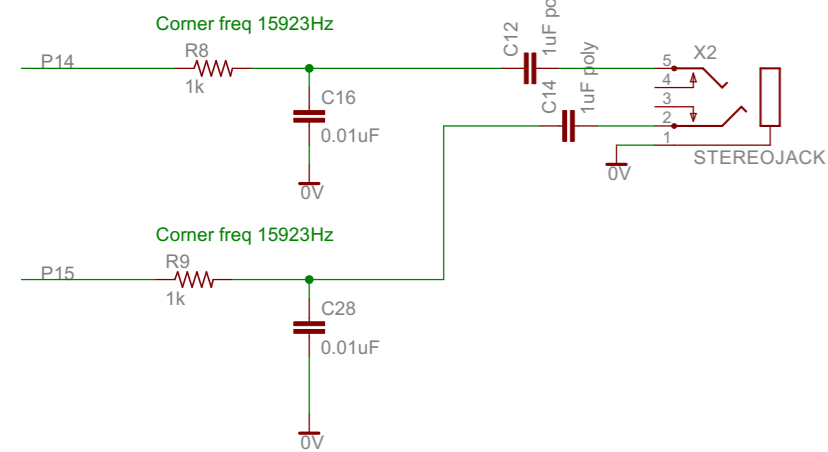 Corner freq 15923Hz
P14
R8
1k
C16
0.01uF
0V
C12
1uF
C14
1uF poly
5
4
3
2
1
X2
STEREOJACK
0V
Corner freq 15923Hz
P15
R9
1k
C28
0.01uF
0V